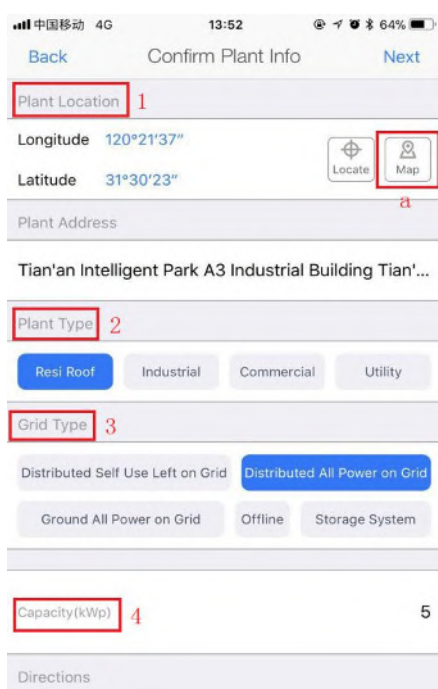 中国移动 4G 13:52 64%
Back Confirm Plant Info Next
Plant Location 1
Longitude 120°21'37"
Latitude 31°30'23"
Locate Map
a
Plant Address
Tian'an Intelligent Park A3 Industrial Building Tian'...
Plant Type 2
Resi Roof Industrial Commercial Utility
Grid Type 3
Distributed Self Use Left on Grid Distributed All Power on Grid
Ground All Power on Grid Offline Storage System
Capacity(kWp) 4 5
Directions